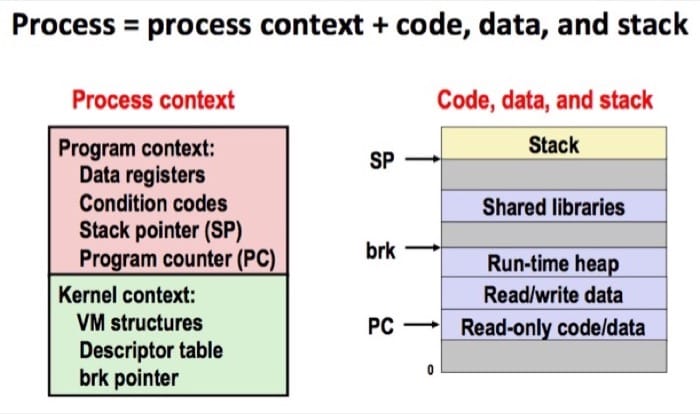 Process = process context + code, data, and stack
Process context
Program context:
Data registers
Condition codes
Stack pointer (SP)
Program counter (PC)
Kernel context:
VM structures
Descriptor table
brk pointer
Code, data, and stack
Stack
SP
Shared libraries
brk
Run-time heap
Read/write data
PC
Read-only code/data
0